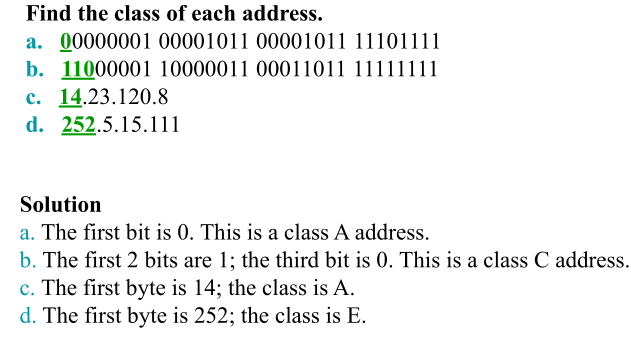 Find the class of each address.
a. 00000001 00001011 00001011 11101111
b. 11000001 10000011 00011011 11111111
c. 14.23.120.8
d. 252.5.15.111
Solution
a. The first bit is 0. This is a class A address.
b. The first 2 bits are 1; the third bit is 0. This is a class C address.
c. The first byte is 14; the class is A.
d. The first byte is 252; the class is E.